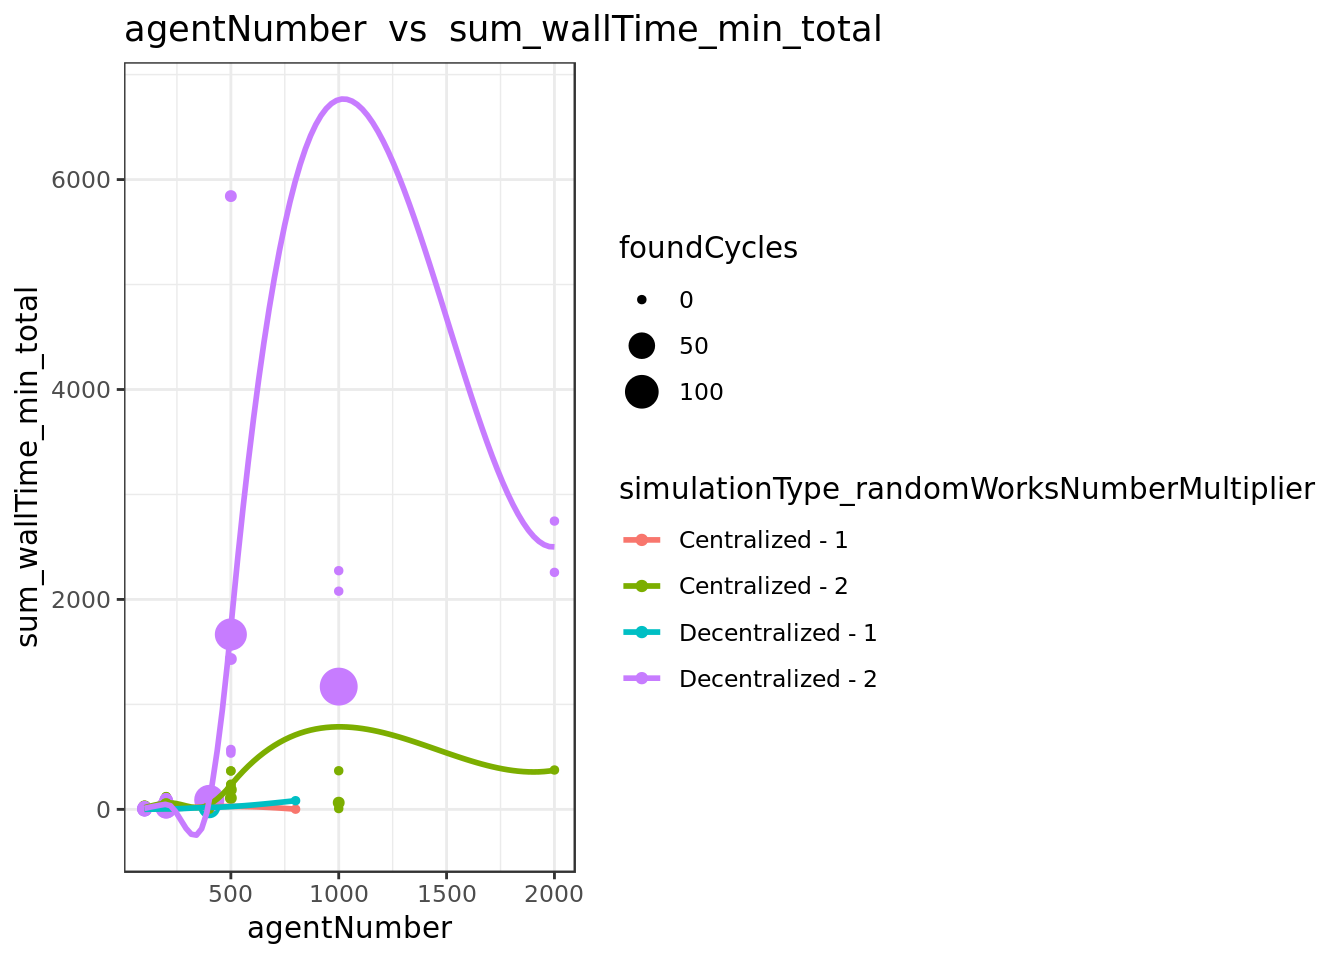 agentNumber  vs  sum_wallTime_min_total
sum_wallTime_min_total
6000
4000
2000
0
500
1000
1500
2000
agentNumber
foundCycles
0
50
100
simulationType_randomWorksNumberMultiplier
Centralized - 1
Centralized - 2
Decentralized - 1
Decentralized - 2